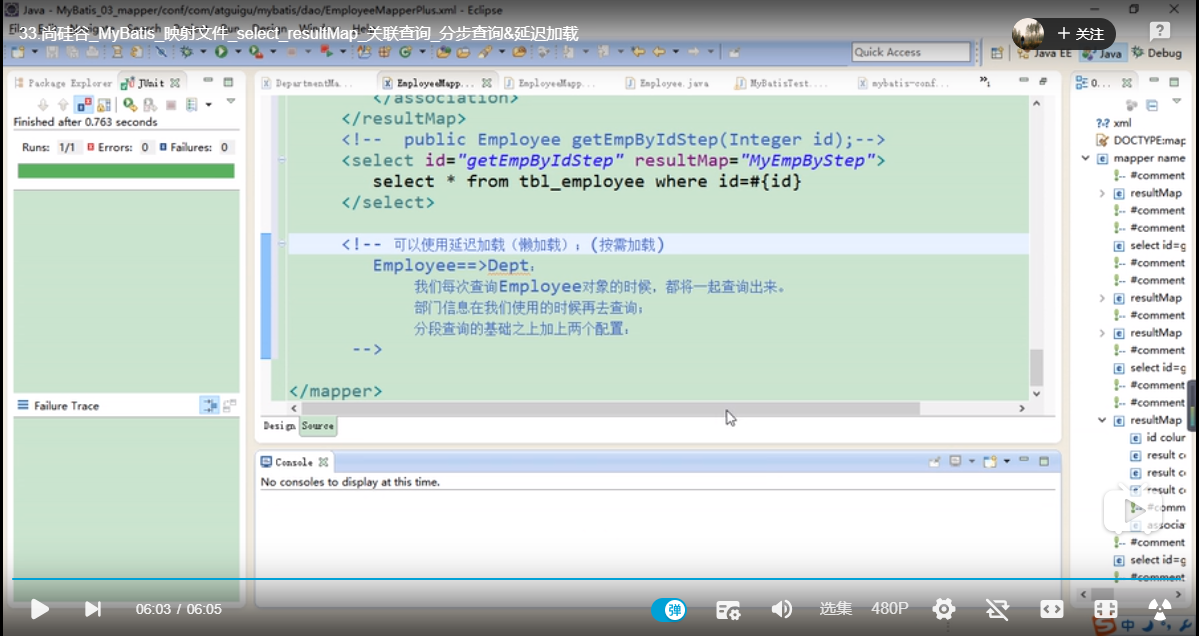 Java - MyBatis_03_mapper/conf/com/atguigu/mybatis/dao/EmployeeMapperPlus.xml - Eclipse
33.尚硅谷_MyBatis_映射文件_select_resultMap_关联查询_分步查询&延迟加载
+ 关注
Quick Access
Java EE
Java
Debug
Package Explorer
JUnit
DepartmentMa...
EmployeeMapp...
EmployeeMapp...
Employee.java
MyBatisTest....
mybatis-conf...
Finished after 0.763 seconds
Runs: 1/1
Errors: 0
Failures: 0
Failure Trace
</association>
</resultMap>
<!-- public Employee getEmpByIdStep(Integer id);-->
<select id="getEmpByIdStep" resultMap="MyEmpByStep">
select * from tbl_employee where id=#{id}
</select>
<!-- 可以使用延迟加载（懒加载）；(按需加载)
Employee==>Dept：
我们每次查询Employee对象的时候，都将一起查询出来。
部门信息在我们使用的时候再去查询；
分段查询的基础之上加上两个配置：
-->
</mapper>
Design
Source
Console
No consoles to display at this time.
O...
?-? xml
DOCTYPE:map
mapper name
#comment
resultMap
#comment
#comment
select id=g
#comment
#comment
resultMap
#comment
resultMap
#comment
select id=g
#comment
#comment
resultMap
id colur
result c
result c
result c
#comm
associa
#comment
select id=g
#comment
06:03 / 06:05
弹
选集
480P
中